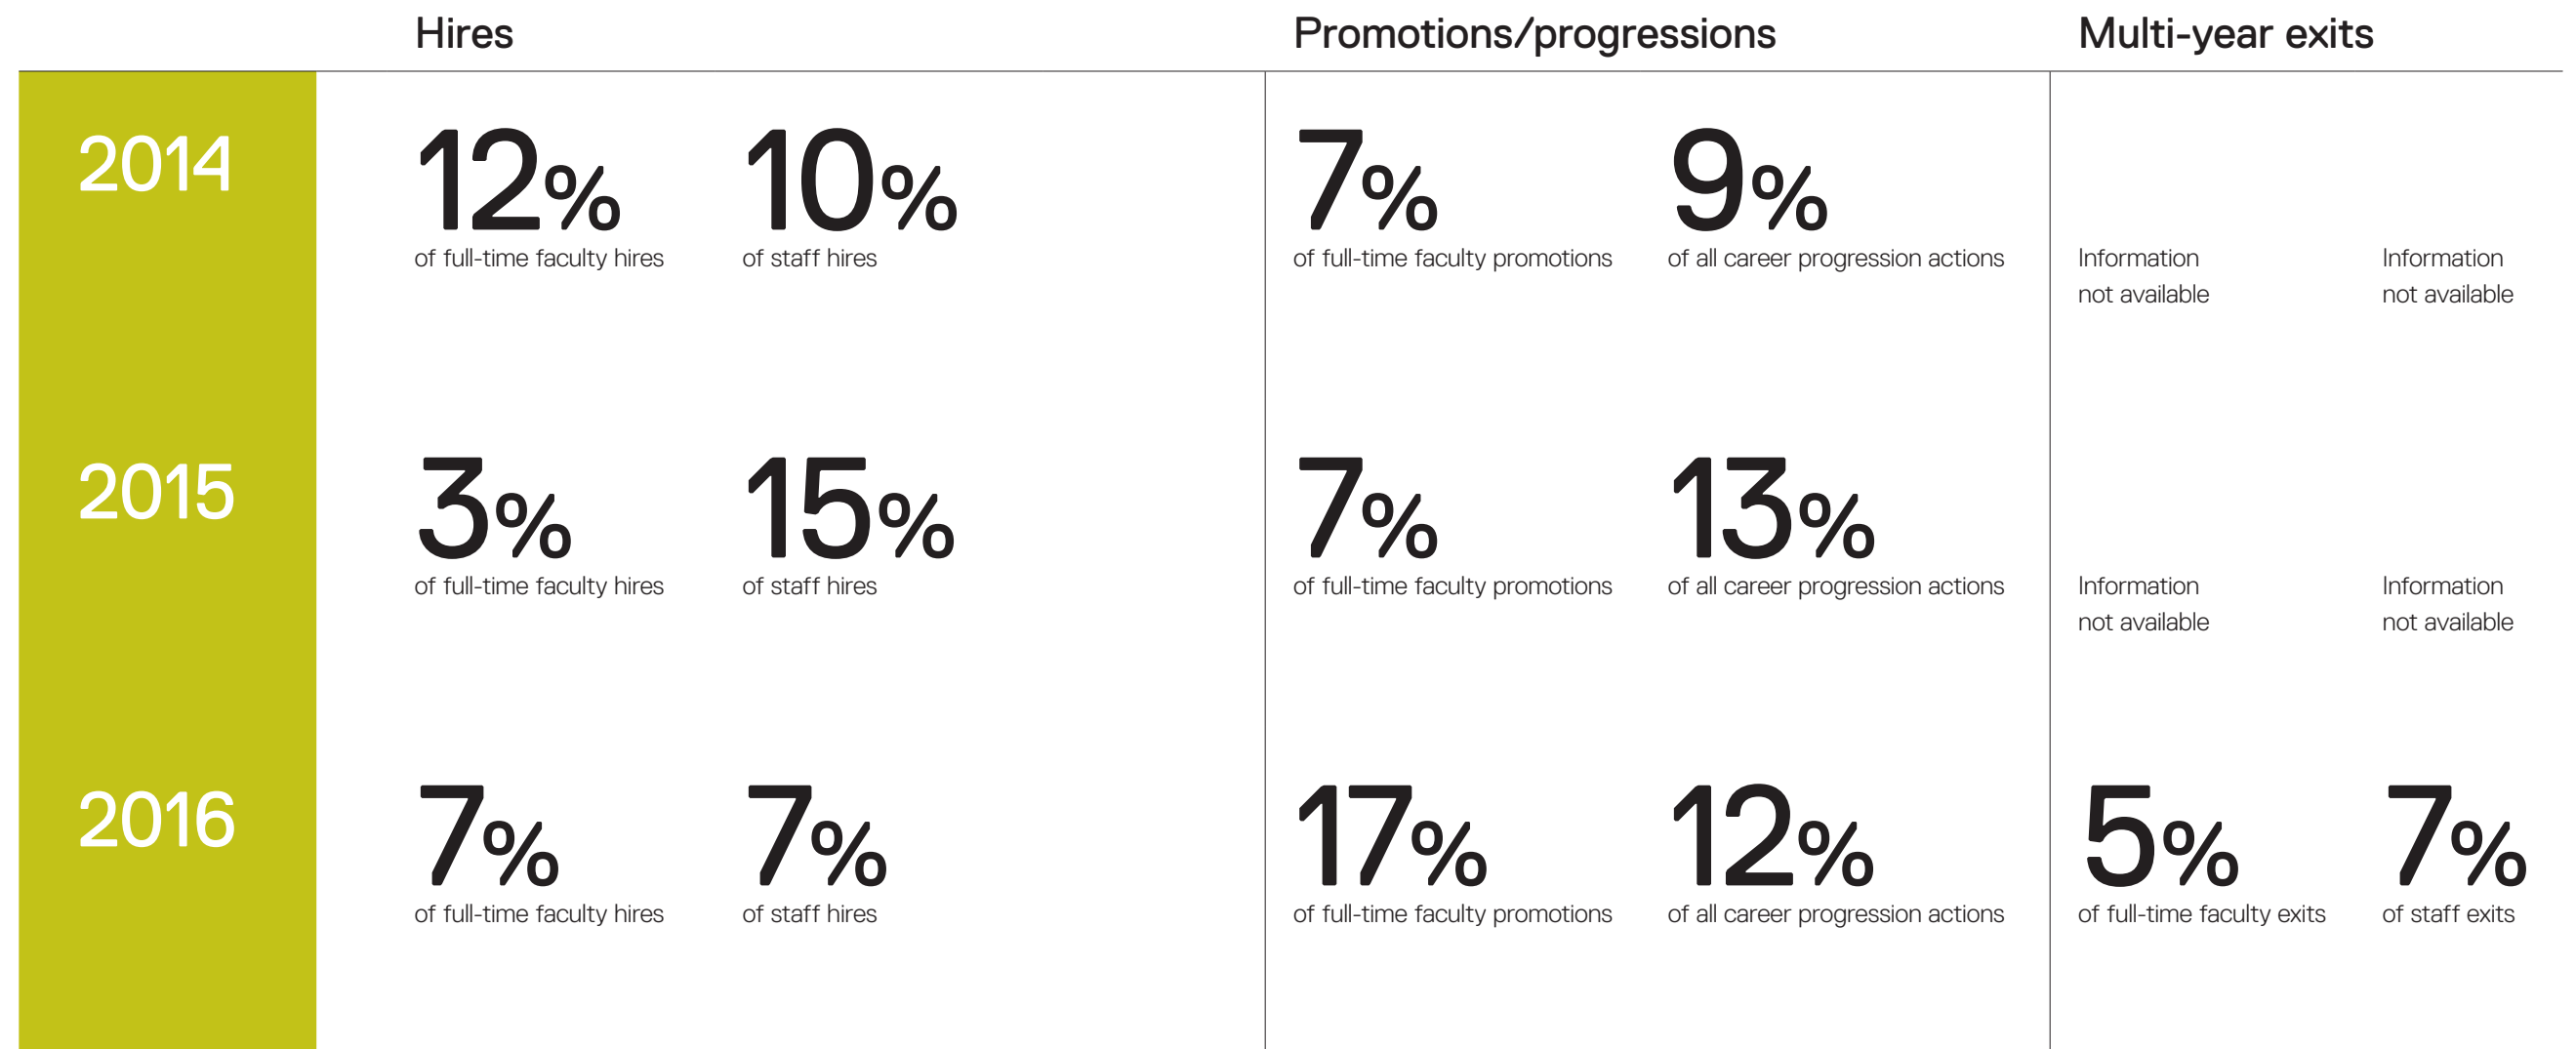 Hires Promotions/progressions Multi-year exits
2014 12% 10% 7% 9%
of full-time faculty hires of staff hires of full-time faculty promotions of all career progression actions Information Information
not available not available
2015 3% 15% 7% 13%
of full-time faculty hires of staff hires of full-time faculty promotions of all career progression actions Information Information
not available not available
2016 7% 7% 17% 12% 5% 7%
of full-time faculty hires of staff hires of full-time faculty promotions of all career progression actions of full-time faculty exits of staff exits